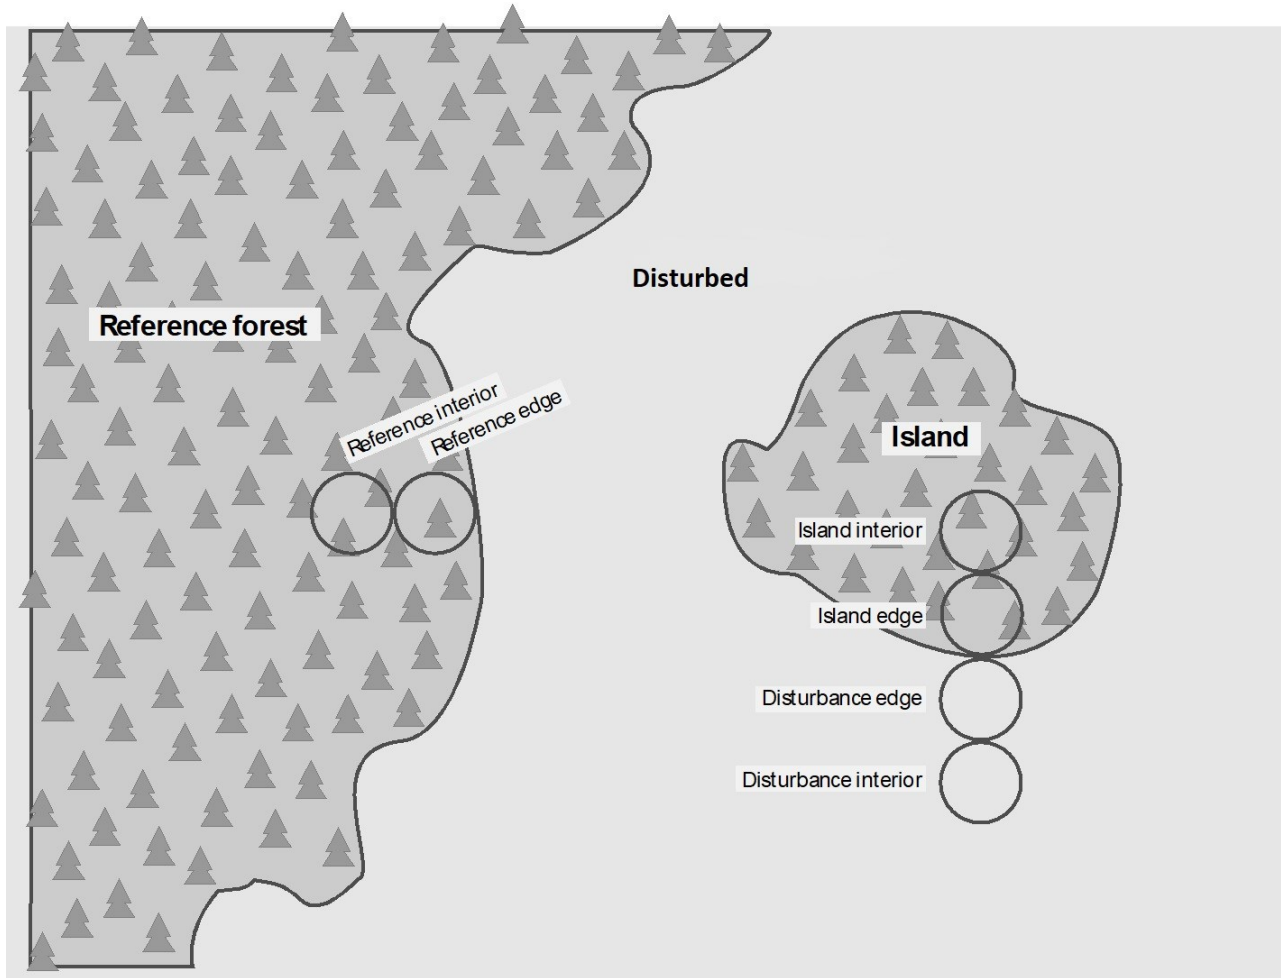 Disturbed
Reference forest
Reference interior
Reference edge
Island
Island interior
Island edge
Disturbance edge
Disturbance interior